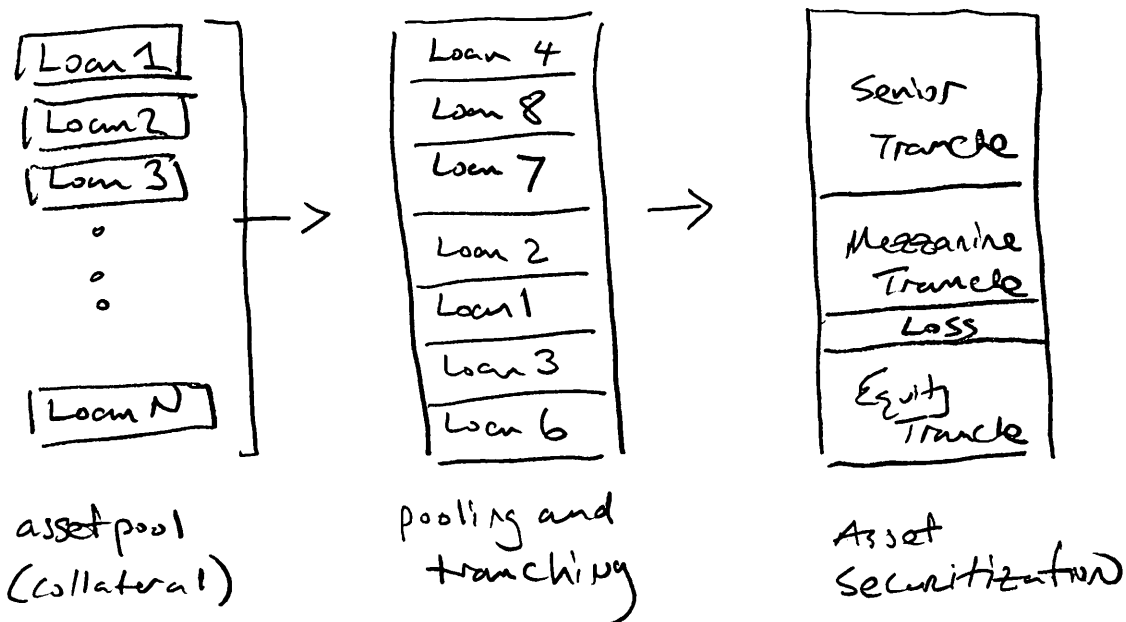 Loan 1
Loan 2
Loan 3
Loan N
asset pool
(collateral)
Loan 4
Loan 8
Loan 7
Loan 2
Loan 1
Loan 3
Loan 6
pooling and
tranching
Senior
Tranche
Mezzanine
Tranche
Loss
Equity
Tranche
Asset
securitization